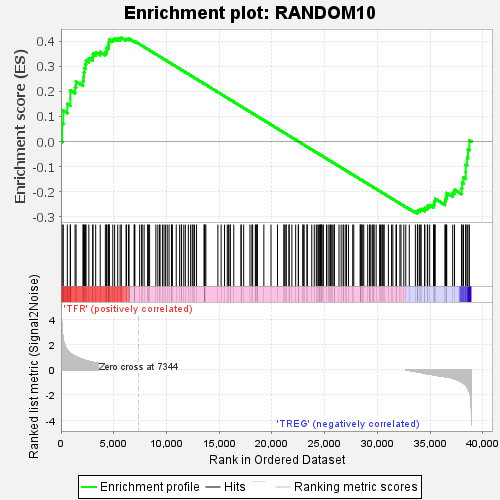 Enrichment plot: RANDOM10
Enrichment score (ES)
0.4
0.3
0.2
0.1
0.0
-0.1
-0.2
-0.3
'TFR' (positively correlated)
Zero cross at 7344
'TREG' (negatively correlated)
Ranked list metric (Signal2Noise)
4
2
0
-2
-4
0
5,000
10,000
15,000
20,000
25,000
30,000
35,000
40,000
Rank in Ordered Dataset
Enrichment profile
Hits
Ranking metric scores